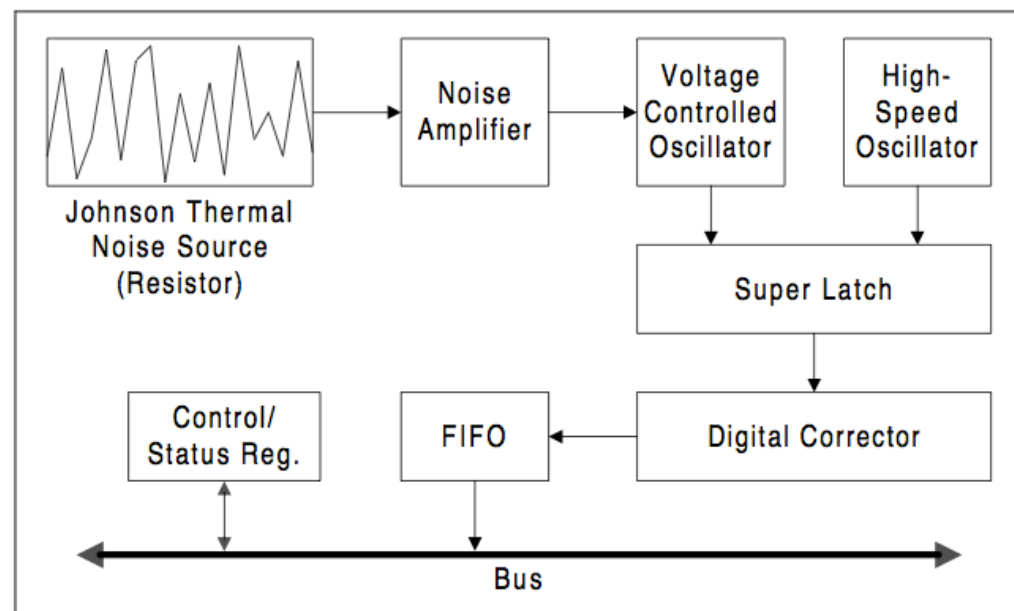 Johnson Thermal
Noise Source
(Resistor)
Noise
Amplifier
Voltage
Controlled
Oscillator
High-
Speed
Oscillator
Super Latch
Control/
Status Reg.
FIFO
Digital Corrector
Bus